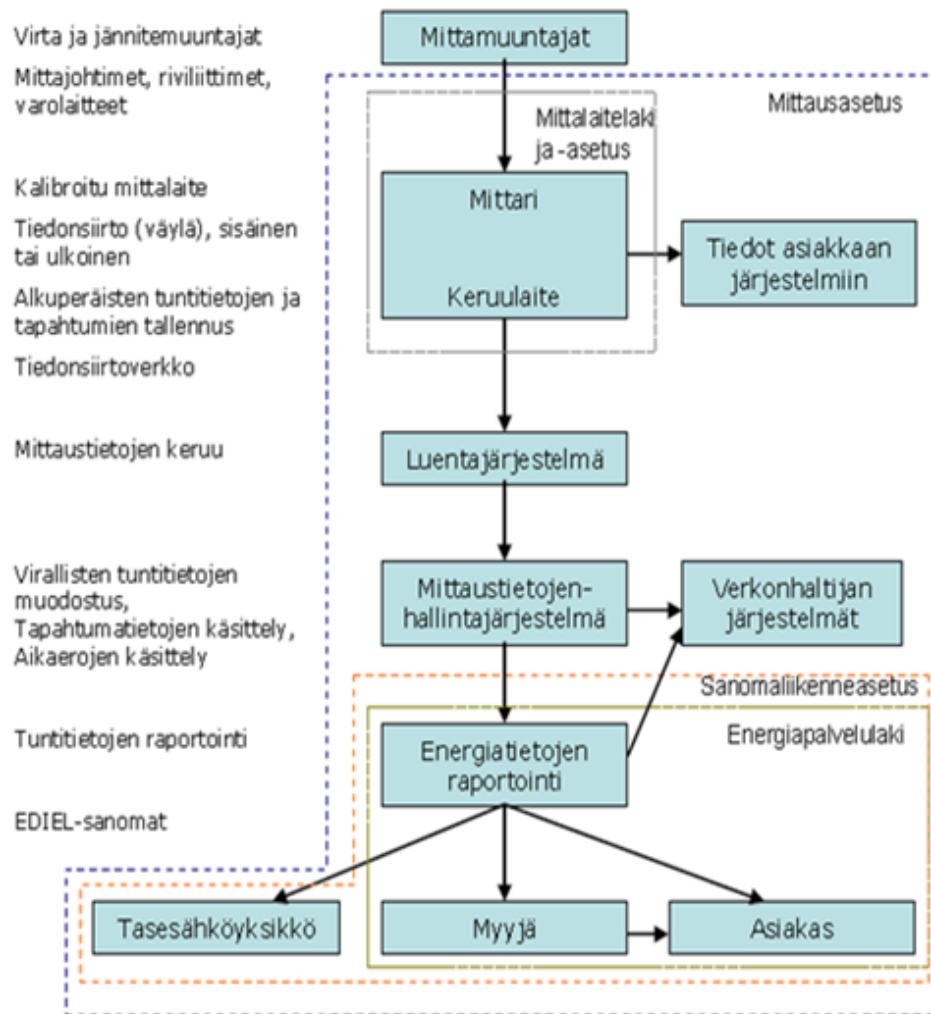 Virta ja jännitemuuntajat
Mittamuuntajat
Mittajohtimet, riviliittimet,
varolaitteet
Mittausasetus
Mittalaitelaki
ja -asetus
Kalibroitu mittalaite
Mittari
Tiedonsiirto (väylä), sisäinen
tai ulkoinen
Tiedot asiakkaan
järjestelmiin
Alkuperäisten tuntitietojen ja
tapahtumien tallennus
Keruulaite
Tiedonsiirtoverkko
Mittaustietojen keruu
Luentajärjestelmä
Virallisten tuntitietojen
muodostus,
Tapahtumatietojen käsittely,
Aikaerojen käsittely
Mittaustietojen-
hallintajärjestelmä
Verkonhaltijan
järjestelmät
Sanomaliikenneasetus
Energiapalvelulaki
Tuntitietojen raportointi
Energiatietojen
raportointi
EDIEL-sanomat
Tasesähköyksikkö
Myyjä
Asiakas